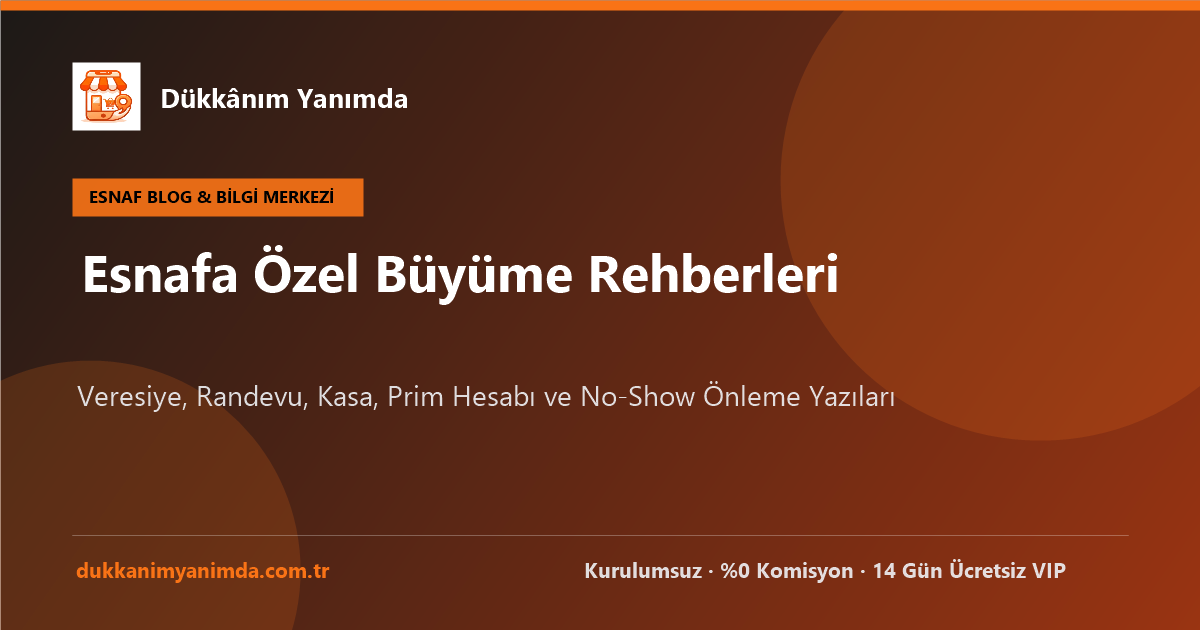 Dükkânım Yanımda
ESNAF BLOG & BİLGİ MERKEZİ
Esnafa Özel Büyüme Rehberleri
Veresiye, Randevu, Kasa, Prim Hesabı ve No-Show Önleme Yazıları
dukkanimyanimda.com.tr
Kurulumsuz · %0 Komisyon · 14 Gün Ücretsiz VIP